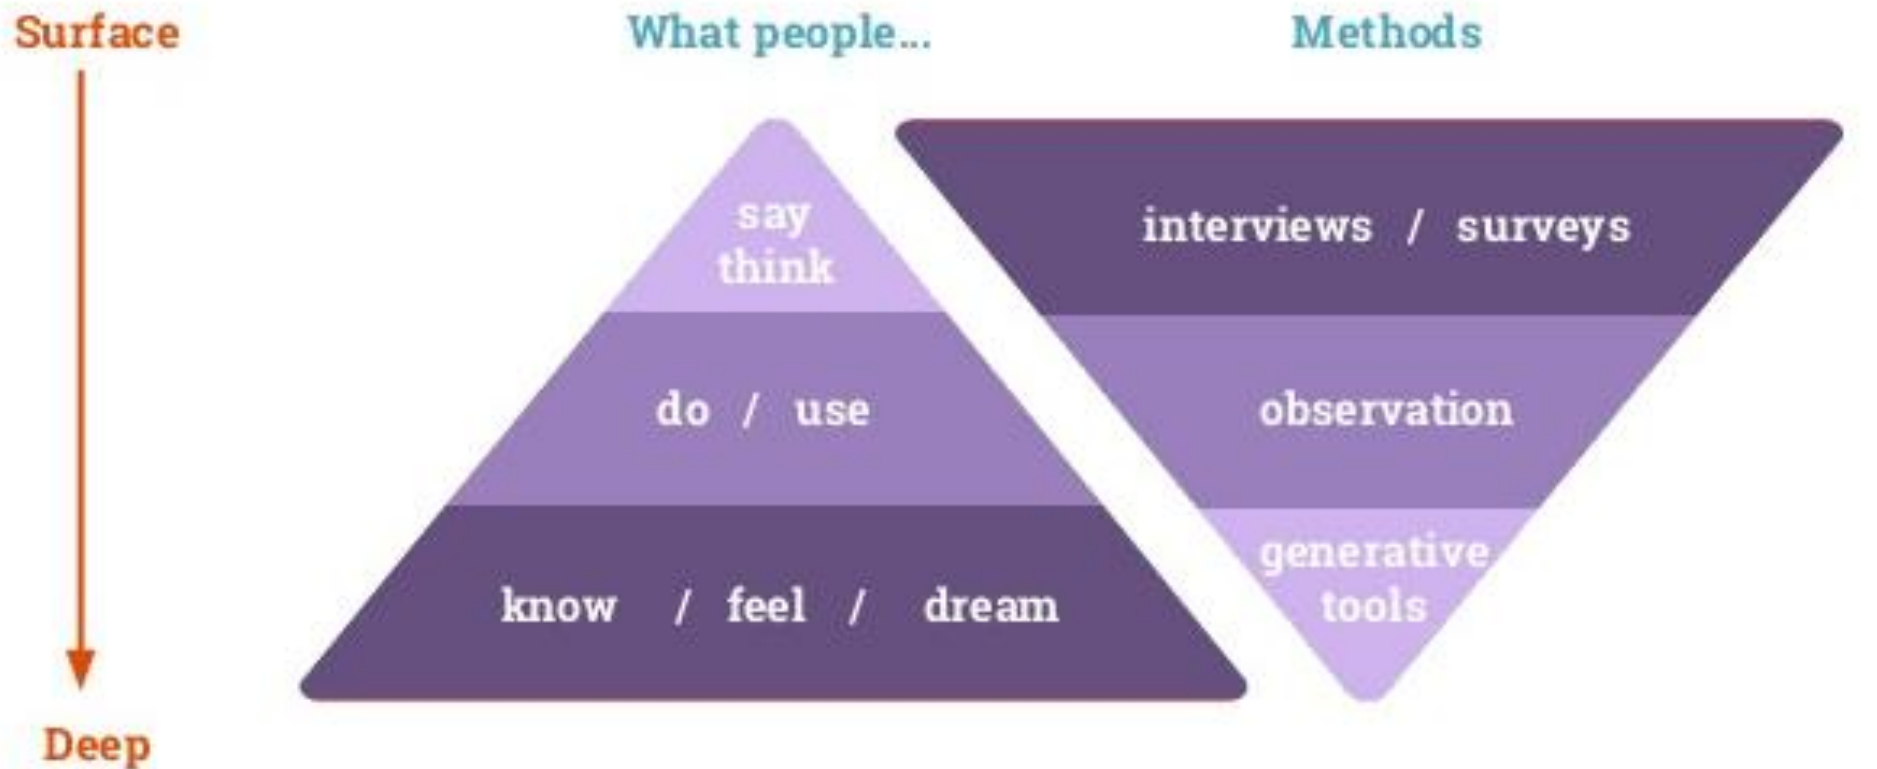 Surface
What people...
Methods
say
think
interviews / surveys
do / use
observation
know / feel / dream
generative
tools
Deep